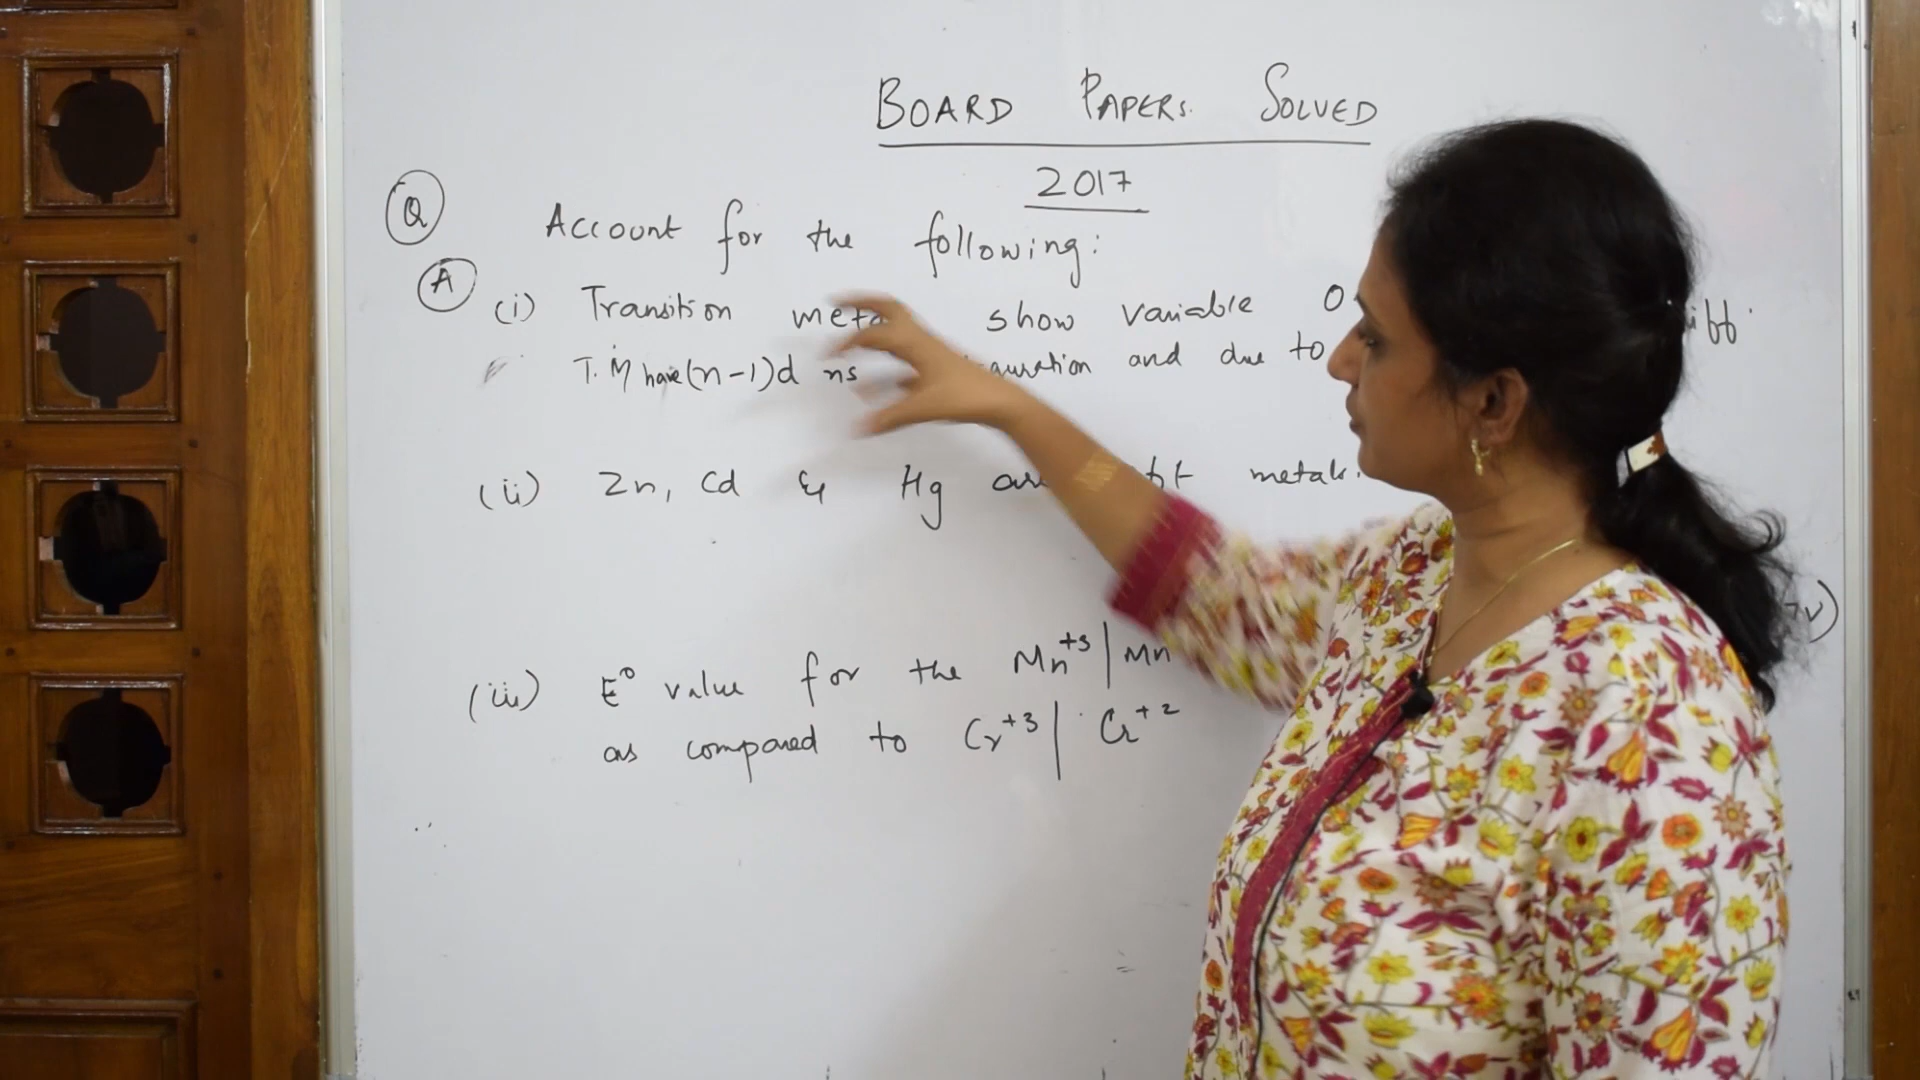 BOARD PAPERS SOLVED
2017
Q Account for the following:
A (i) Transition show variable
T.M have (n-1)d ns and due to
(ii) Zn, Cd & Hg metals.
(iii) E° value for the Mn+3 | Mn
as compared to Cr+3 | Cr+2